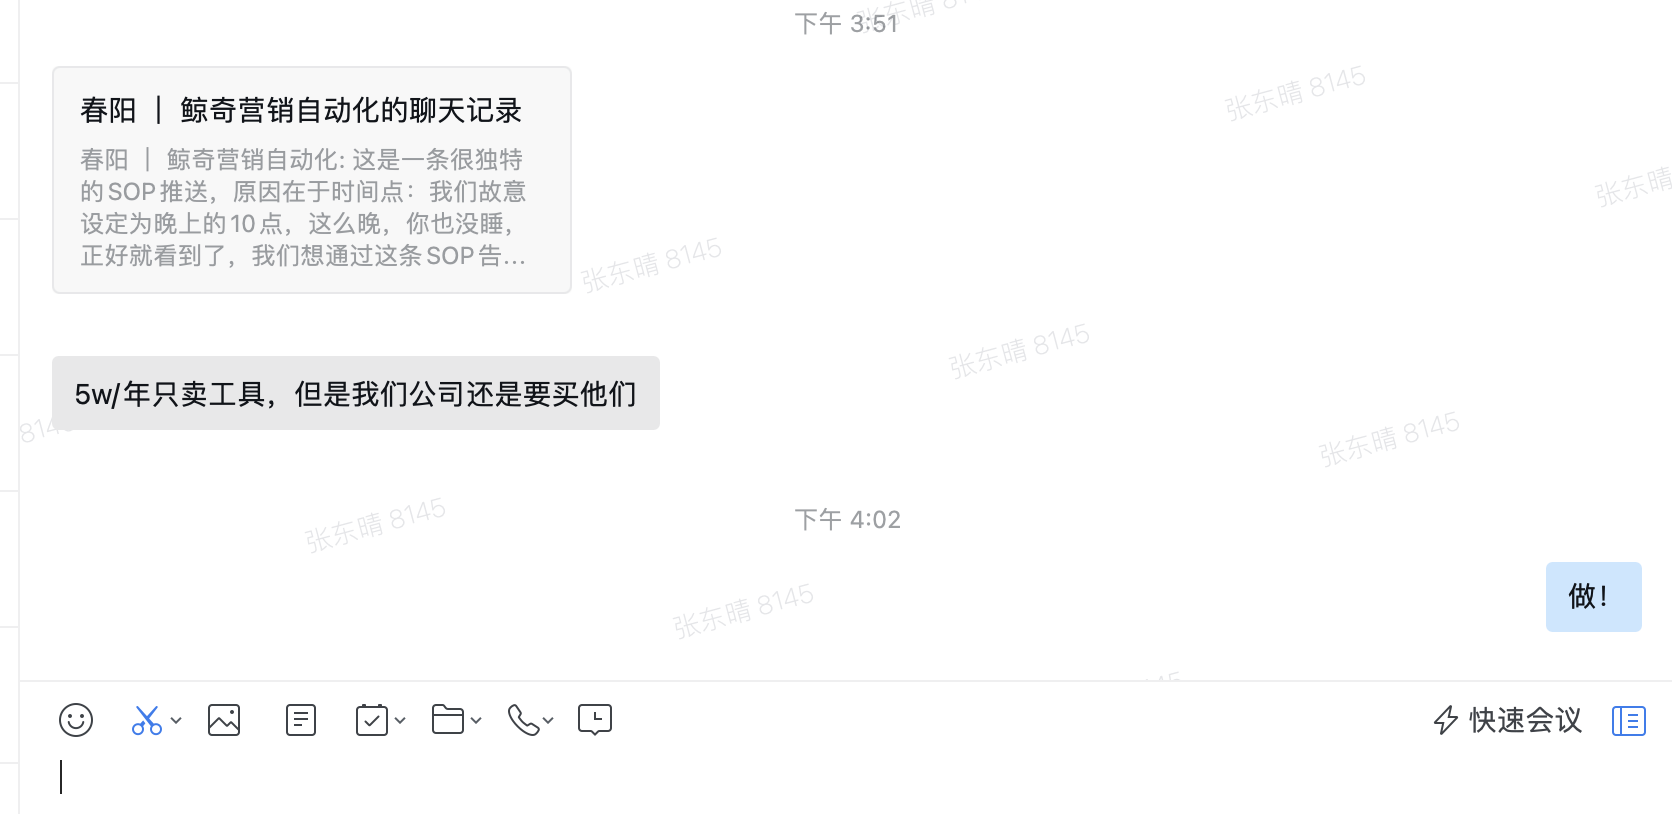 下午 3:51
春阳 | 鲸奇营销自动化的聊天记录
春阳 | 鲸奇营销自动化: 这是一条很独特
的SOP推送，原因在于时间点：我们故意
设定为晚上的10点，这么晚，你也没睡，
正好就看到了，我们想通过这条SOP告...
5w/年只卖工具，但是我们公司还是要买他们
下午 4:02
做！
快速会议
张东晴 8145
张东晴 8145
张东晴
张东晴 8145
张东晴 8145
张东晴 8145
8145
张东晴 8145
张东晴 8145